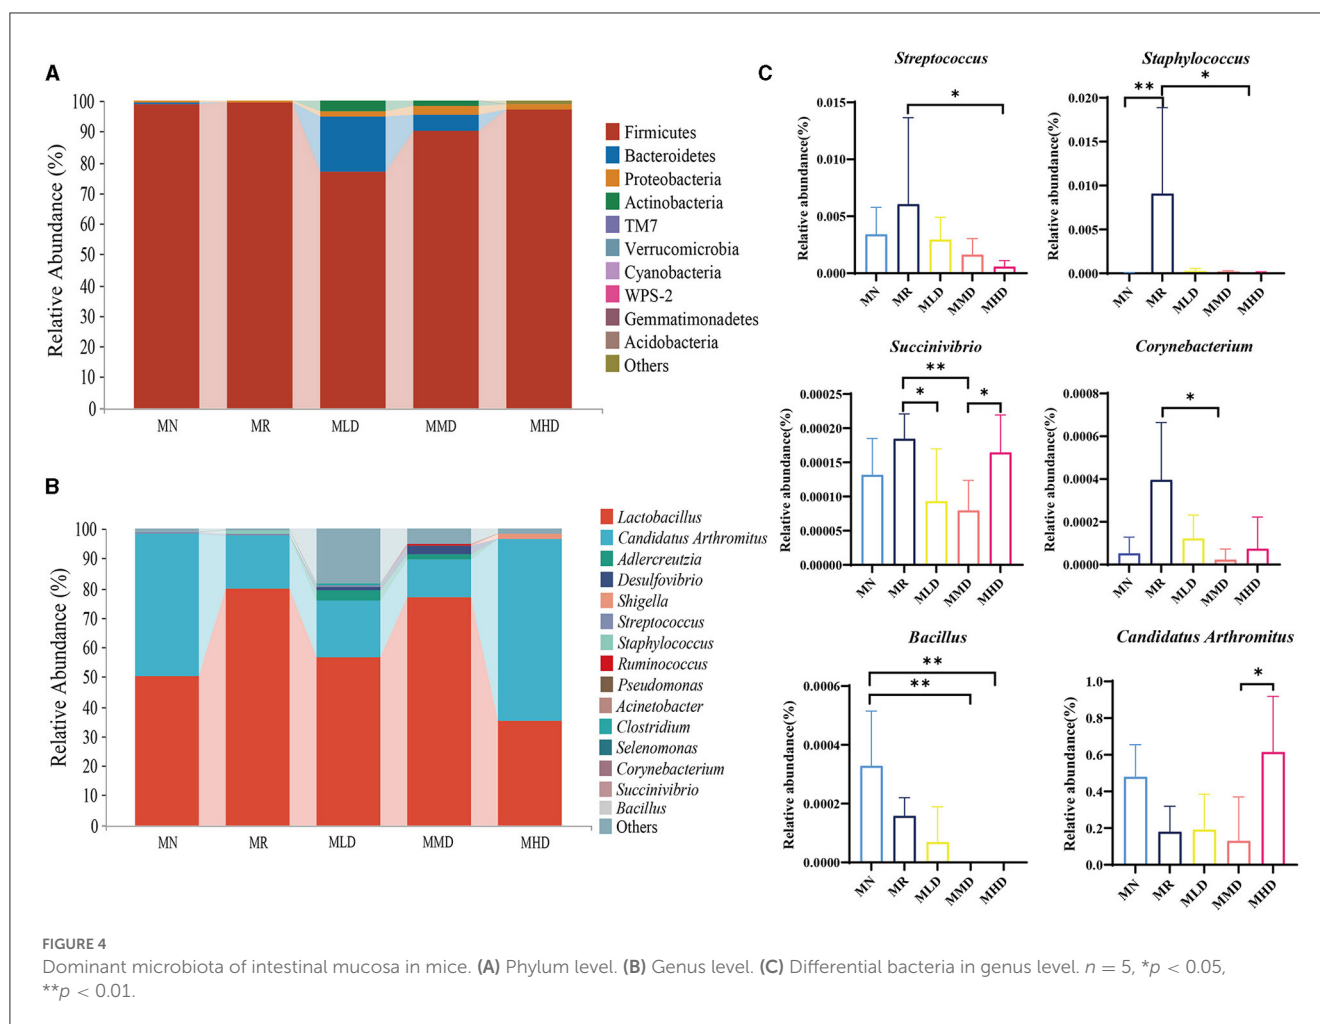 A
Relative Abundance (%)
100
90
80
70
60
50
40
30
20
10
0
MN MR MLD MMD MHD
Firmicutes
Bacteroidetes
Proteobacteria
Actinobacteria
TM7
Verrucomicrobia
Cyanobacteria
WPS-2
Gemmatimonadetes
Acidobacteria
Others
B
Relative Abundance (%)
100
90
80
70
60
50
40
30
20
10
0
MN MR MLD MMD MHD
Lactobacillus
Candidatus Arthromitus
Adlercreutzia
Desulfovibrio
Shigella
Streptococcus
Staphylococcus
Ruminococcus
Pseudomonas
Acinetobacter
Clostridium
Selenomonas
Corynebacterium
Succinivibrio
Bacillus
Others
C
Streptococcus
Relative abundance(%)
0.015
0.010
0.005
0.000
*
MN MR MLD MMD MHD
Staphylococcus
Relative abundance(%)
0.020
0.010
0.005
0.000
** *
MN MR MLD MMD MHD
Succinivibrio
Relative abundance(%)
0.00025
0.00020
0.00015
0.00010
0.00005
0.00000
**
* *
MN MR MLD MMD MHD
Corynebacterium
Relative abundance(%)
0.0008
0.0006
0.0004
0.0002
0.0000
*
MN MR MLD MMD MHD
Bacillus
Relative abundance(%)
0.0006
0.0004
0.0002
0.0000
**
**
MN MR MLD MMD MHD
Candidatus Arthromitus
Relative abundance(%)
1.0
0.8
0.6
0.4
0.2
0.0
*
MN MR MLD MMD MHD
FIGURE 4
Dominant microbiota of intestinal mucosa in mice. (A) Phylum level. (B) Genus level. (C) Differential bacteria in genus level. n = 5, *p < 0.05,
**p < 0.01.